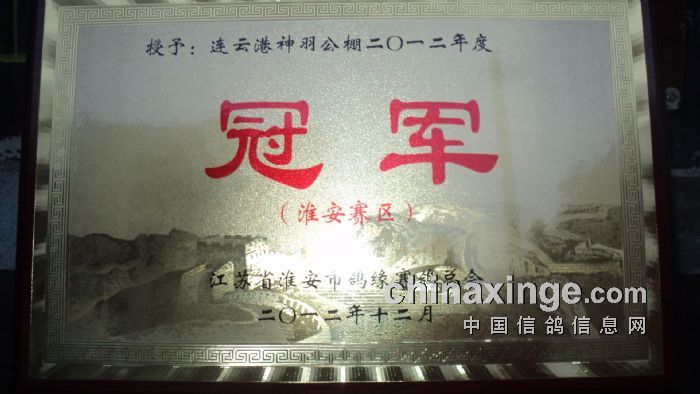 授予：连云港神羽公棚二〇一二年度
冠军
（淮安赛区）
江苏省淮安市鸽缘赛鸽总会
二〇一二年十二月
chinaxinge.com
中国信鸽信息网